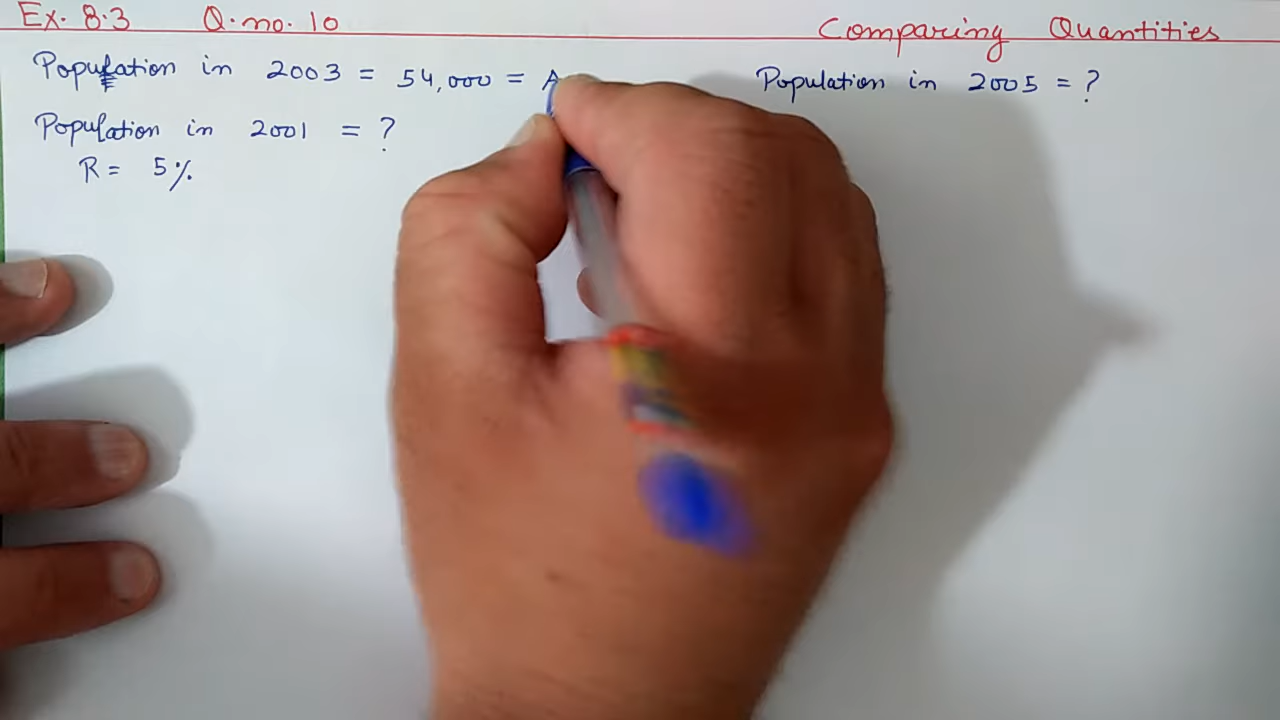 Ex. 8.3 Q. no. 10 Comparing Quantities
Population in 2003 = 54,000 = A
Population in 2005 = ?
Population in 2001 = ?
R = 5%